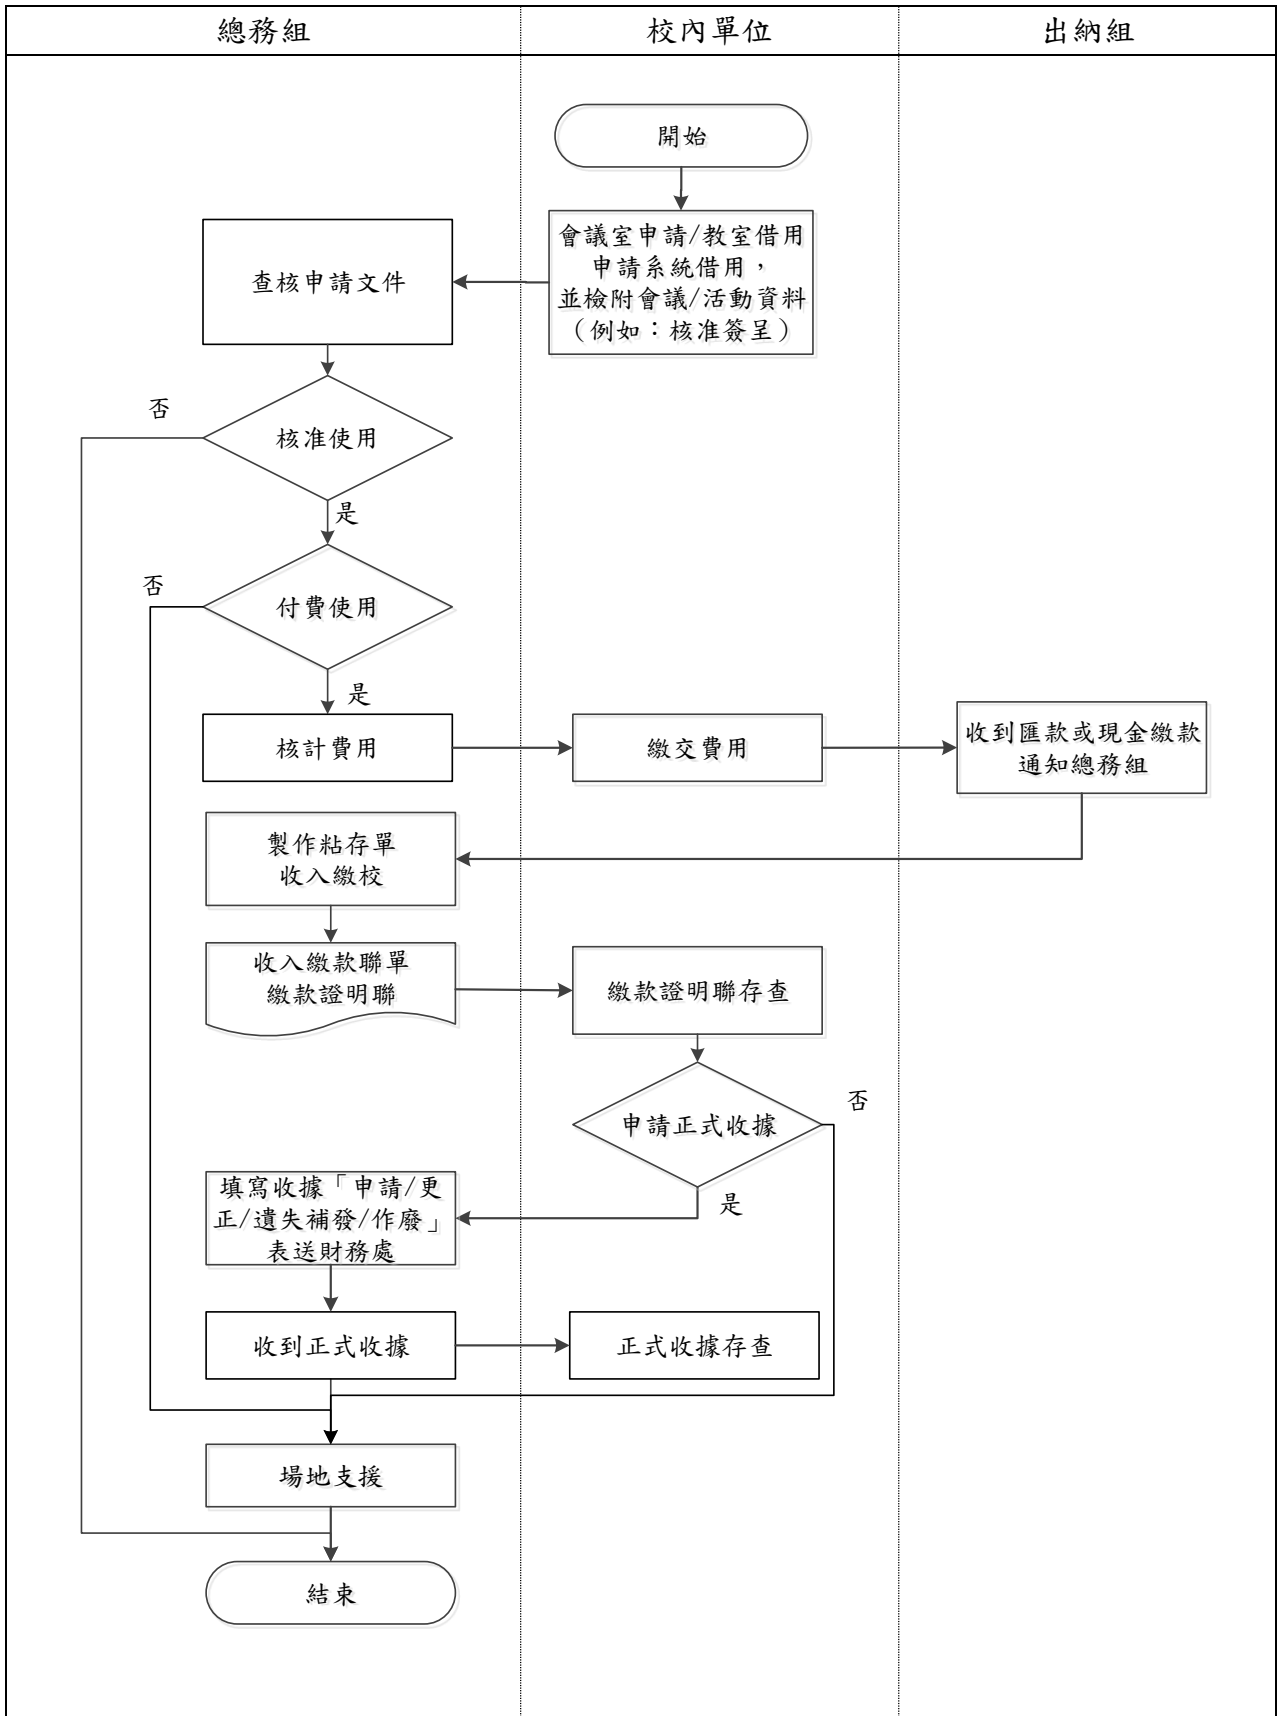 總務組
校內單位
出納組
開始
會議室申請/教室借用
申請系統借用，
並檢附會議/活動資料
（例如：核准簽呈）
查核申請文件
否
核准使用
是
否
付費使用
是
核計費用
繳交費用
收到匯款或現金繳款
通知總務組
製作粘存單
收入繳校
收入繳款聯單
繳款證明聯
繳款證明聯存查
否
申請正式收據
是
填寫收據「申請/更
正/遺失補發/作廢」
表送財務處
收到正式收據
正式收據存查
場地支援
結束